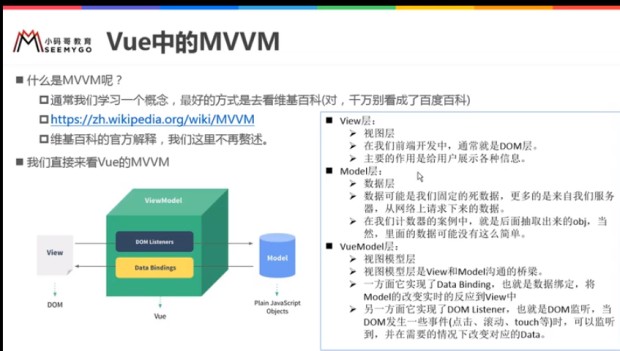 小码哥教育
SEEMYGO
Vue中的MVVM
■ 什么是MVVM呢？
通常我们学习一个概念，最好的方式是去看维基百科(对，千万别看成了百度百科)
https://zh.wikipedia.org/wiki/MVVM
维基百科的官方解释，我们这里不再赘述。
■ 我们直接来看Vue的MVVM
ViewModel
View
DOM Listeners
Data Bindings
Model
DOM
Vue
Plain JavaScript
Objects
■ View层：
➢ 视图层
➢ 在我们前端开发中，通常就是DOM层。
➢ 主要的作用是给用户展示各种信息。
■ Model层：
➢ 数据层
➢ 数据可能是我们固定的死数据，更多的是来自我们服务
器，从网络上请求下来的数据。
➢ 在我们计数器的案例中，就是后面抽取出来的obj，当
然，里面的数据可能没有这么简单。
■ VueModel层：
➢ 视图模型层
➢ 视图模型层是View和Model沟通的桥梁。
➢ 一方面它实现了Data Binding，也就是数据绑定，将
Model的改变实时的反应到View中
➢ 另一方面它实现了DOM Listener，也就是DOM监听，当
DOM发生一些事件(点击、滚动、touch等)时，可以监听
到，并在需要的情况下改变对应的Data。